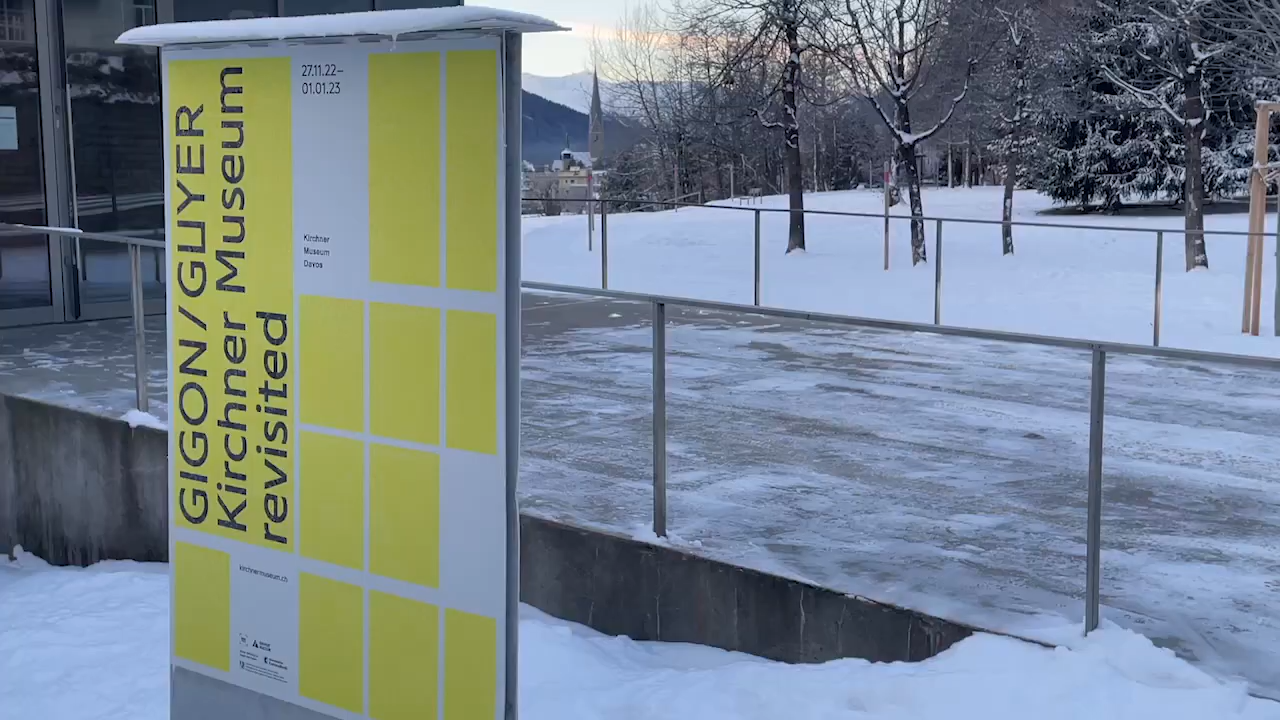 GIGON/GUYER
Kirchner Museum
revisited
27.11.22–
01.01.23
Kirchner
Museum
Davos
kirchnermuseum.ch